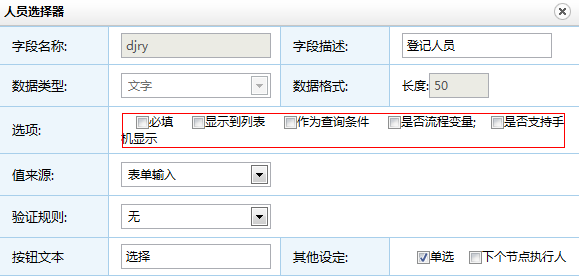 人员选择器
字段名称: djry 字段描述: 登记人员
数据类型: 文字 数据格式: 长度:50
选项: 必填 显示到列表 作为查询条件 是否流程变量; 是否支持手
机显示
值来源: 表单输入
验证规则: 无
按钮文本 选择 其他设定: 单选 下个节点执行人